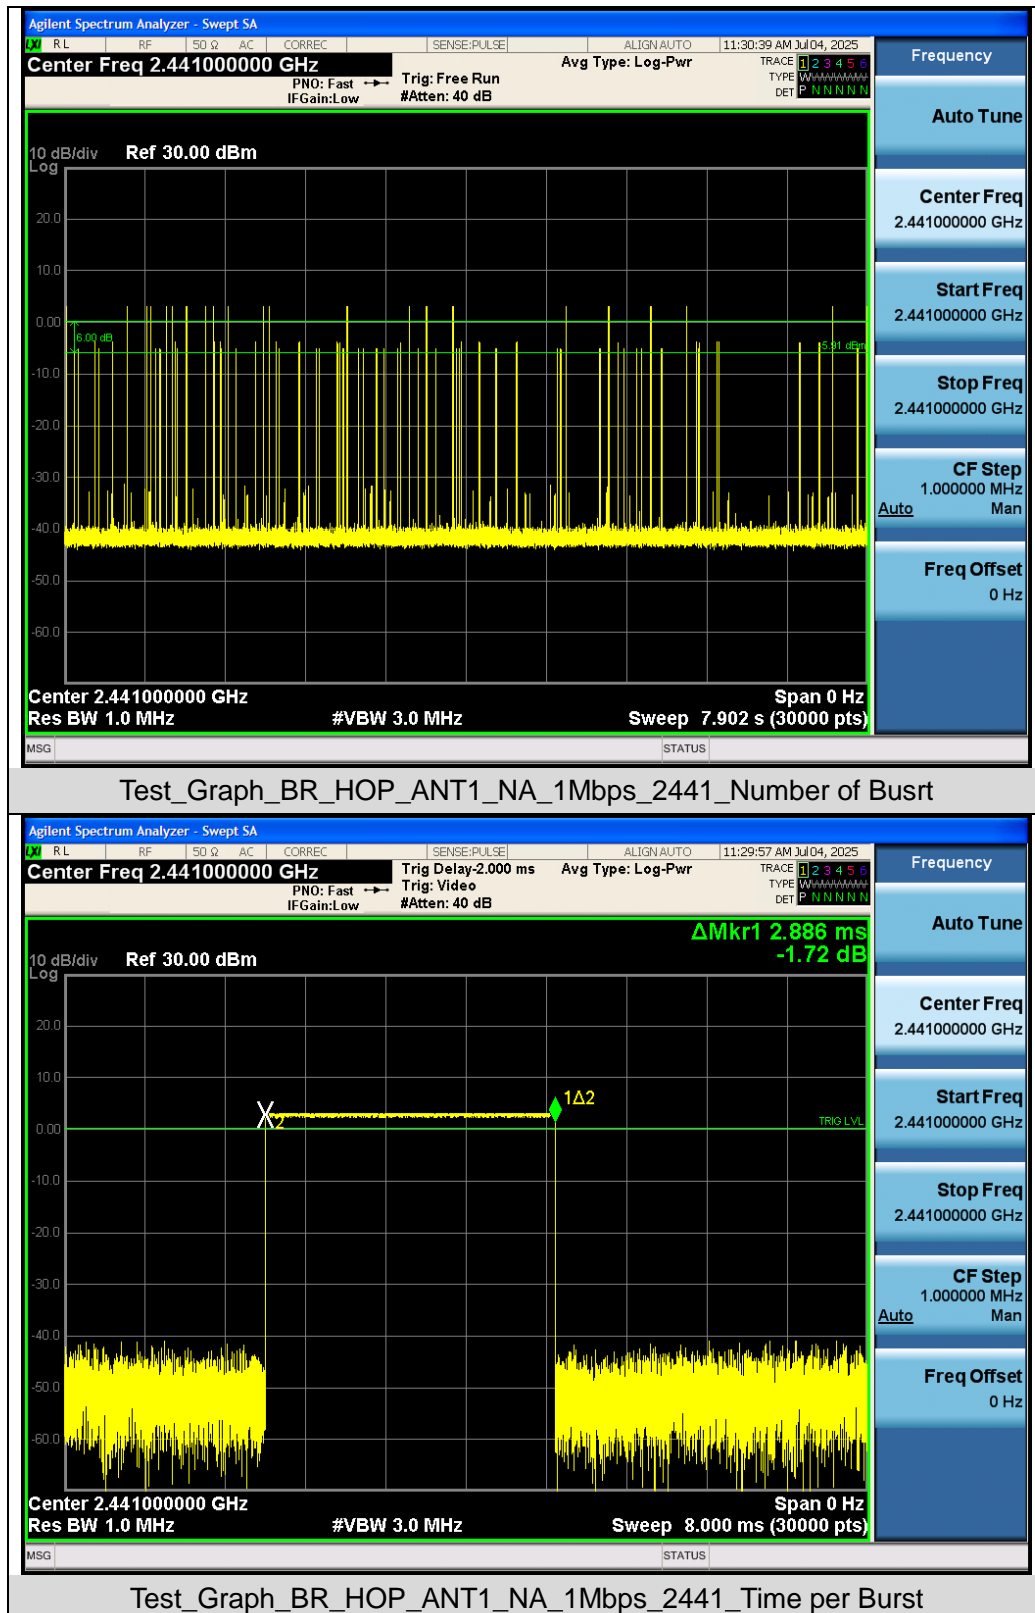 Agilent Spectrum Analyzer - Swept SA
LXI RL RF 50 Ω AC CORREC SENSE:PULSE ALIGN AUTO 11:30:39 AM Jul 04, 2025
Center Freq 2.441000000 GHz
PNO: Fast
IFGain:Low
Trig: Free Run
#Atten: 40 dB
Avg Type: Log-Pwr
TRACE 1 2 3 4 5 6
TYPE WWWWWW
DET P N N N N N
Frequency
Auto Tune
Center Freq
2.441000000 GHz
Start Freq
2.441000000 GHz
Stop Freq
2.441000000 GHz
CF Step
1.000000 MHz
Auto Man
Freq Offset
0 Hz
10 dB/div Ref 30.00 dBm
Log
20.0
10.0
0.00
6.00 dB
-5.91 dBm
-10.0
-20.0
-30.0
-40.0
-50.0
-60.0
Center 2.441000000 GHz Span 0 Hz
Res BW 1.0 MHz #VBW 3.0 MHz Sweep 7.902 s (30000 pts)
MSG STATUS
Test_Graph_BR_HOP_ANT1_NA_1Mbps_2441_Number of Busrt
Agilent Spectrum Analyzer - Swept SA
LXI RL RF 50 Ω AC CORREC SENSE:PULSE ALIGN AUTO 11:29:57 AM Jul 04, 2025
Center Freq 2.441000000 GHz
PNO: Fast
IFGain:Low
Trig Delay-2.000 ms
Trig: Video
#Atten: 40 dB
Avg Type: Log-Pwr
TRACE 1 2 3 4 5 6
TYPE WWWWWW
DET P N N N N N
Frequency
Auto Tune
Center Freq
2.441000000 GHz
Start Freq
2.441000000 GHz
Stop Freq
2.441000000 GHz
CF Step
1.000000 MHz
Auto Man
Freq Offset
0 Hz
ΔMkr1 2.886 ms
-1.72 dB
10 dB/div Ref 30.00 dBm
Log
20.0
10.0
1Δ2
2
0.00
TRIG LVL
-10.0
-20.0
-30.0
-40.0
-50.0
-60.0
Center 2.441000000 GHz Span 0 Hz
Res BW 1.0 MHz #VBW 3.0 MHz Sweep 8.000 ms (30000 pts)
MSG STATUS
Test_Graph_BR_HOP_ANT1_NA_1Mbps_2441_Time per Burst